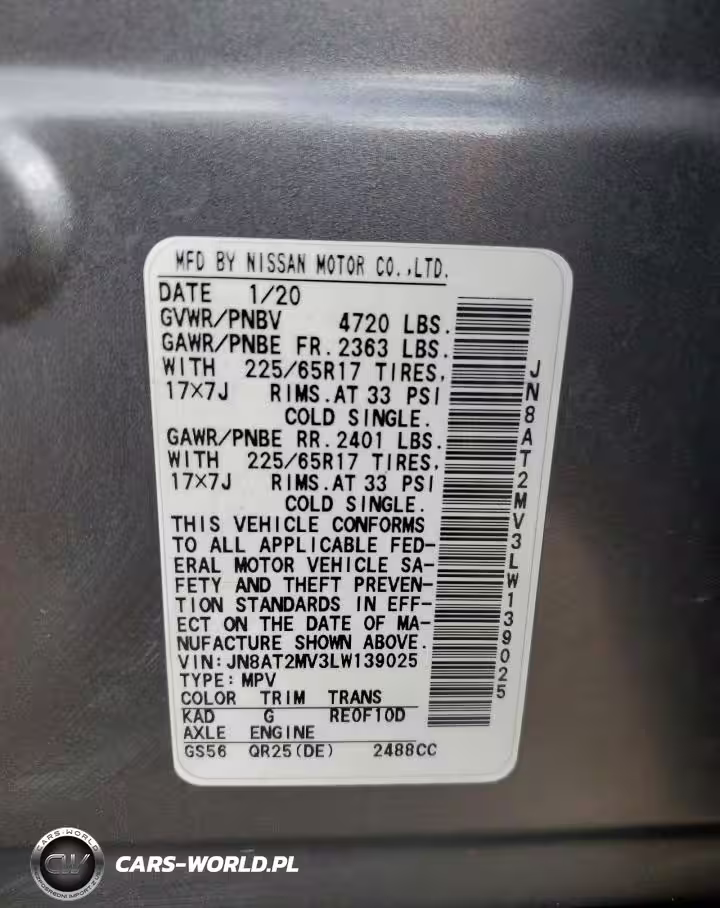 MFD BY NISSAN MOTOR CO.,LTD.
DATE 1/20
GVWR/PNBV 4720 LBS.
GAWR/PNBE FR. 2363 LBS.
WITH 225/65R17 TIRES,
17×7J RIMS.AT 33 PSI
COLD SINGLE.
GAWR/PNBE RR. 2401 LBS.
WITH 225/65R17 TIRES,
17×7J RIMS.AT 33 PSI
COLD SINGLE.
THIS VEHICLE CONFORMS
TO ALL APPLICABLE FED-
ERAL MOTOR VEHICLE SA-
FETY AND THEFT PREVEN-
TION STANDARDS IN EFF-
ECT ON THE DATE OF MA-
NUFACTURE SHOWN ABOVE.
VIN:JN8AT2MV3LW139025
TYPE:MPV
COLOR TRIM TRANS
KAD G RE0F10D
AXLE ENGINE
GS56 QR25(DE) 2488CC
JN8AT2MV3LW139025
CARS-WORLD
CW
CARS-WORLD.PL